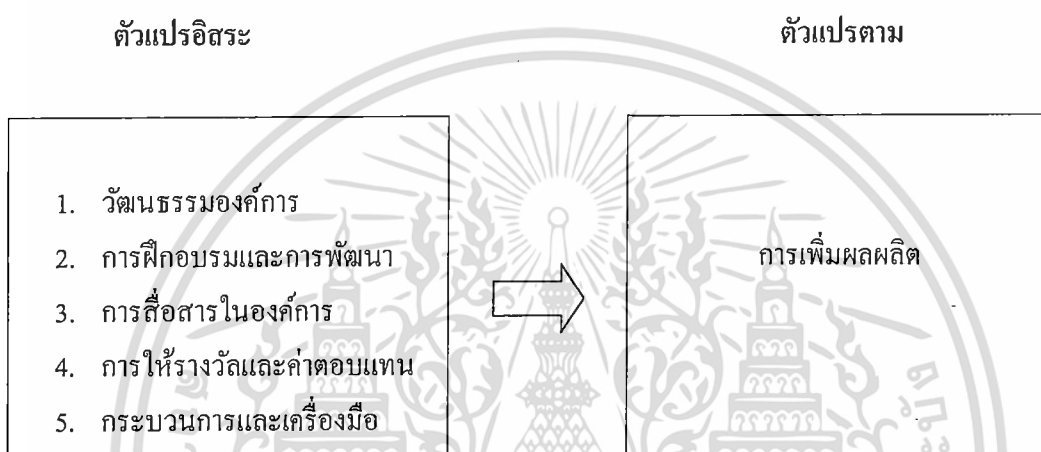 ตัวแปรอิสระ
ตัวแปรตาม
1. วัฒนธรรมองค์การ
2. การฝึกอบรมและการพัฒนา
3. การสื่อสารในองค์การ
4. การให้รางวัลและค่าตอบแทน
5. กระบวนการและเครื่องมือ
การเพิ่มผลผลิต